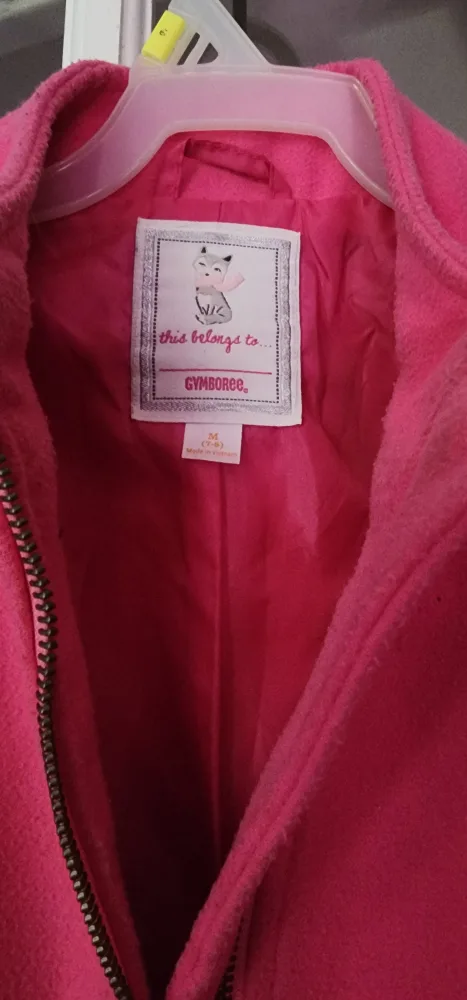 this belongs to...
GYMBOREE
M
(7-8)
Made in Vietnam